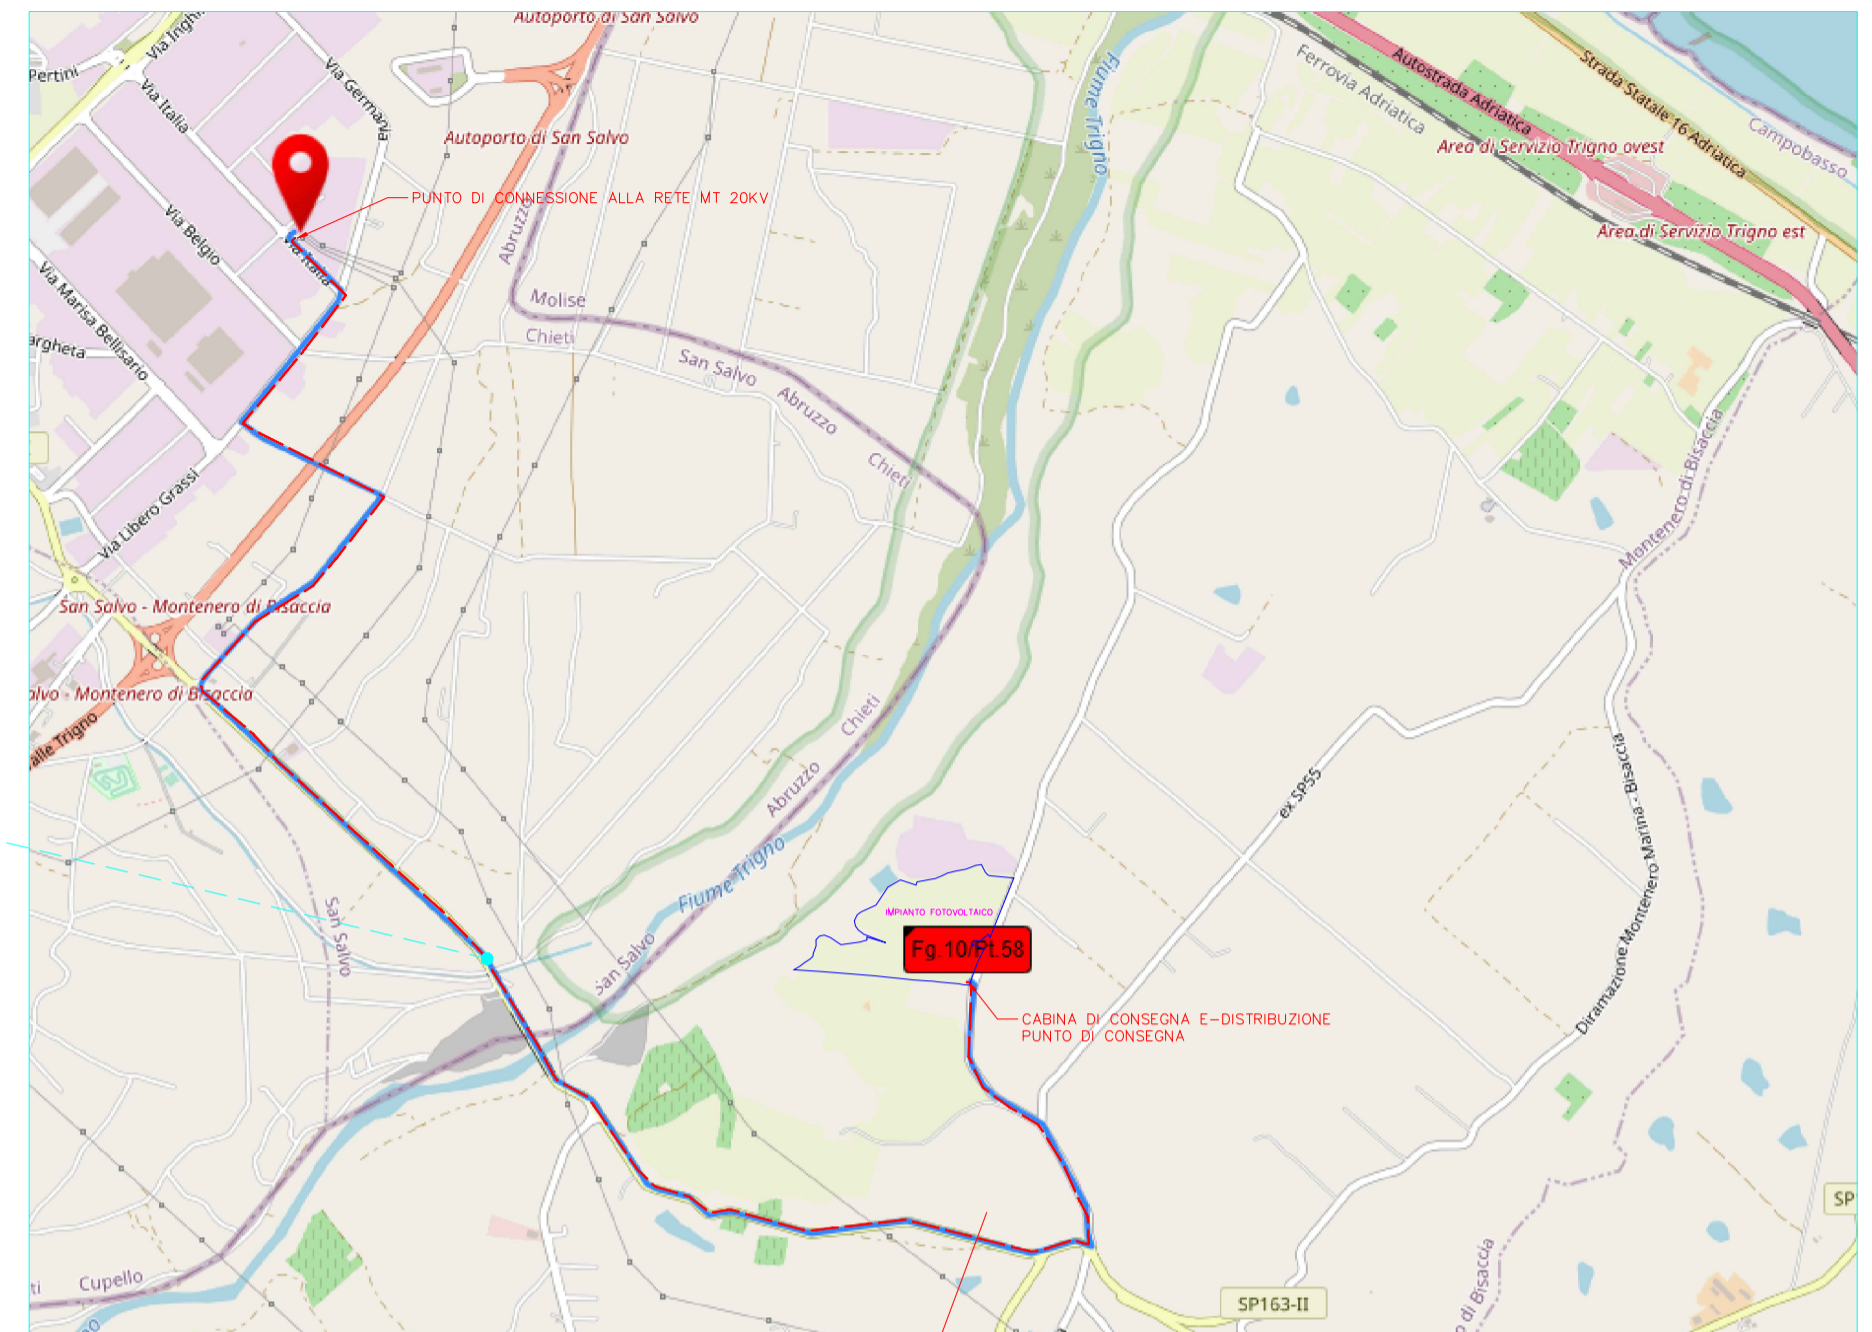 Autoporto di San Salvo
Via Ingh
Pertini
Via Italia
Via Germania
Fiume Trigno
Ferrovia Adriatica
Autostrada Adriatica
Strada Statale 16 Adriatica
Campobasso
Autoporto di San Salvo
Area di Servizio Trigno ovest
PUNTO DI CONNESSIONE ALLA RETE MT 20KV
Via Belgio
Abruzzo
Area di Servizio Trigno est
Via Italia
Via Marisa Bellisario
Molise
Chieti
argheta
San Salvo
Abruzzo
Chieti
Montenero di Bisaccia
Via Libero Grassi
San Salvo - Montenero di Bisaccia
alvo - Montenero di Bisaccia
alle Trigno
Chieti
Abruzzo
ex SP55
Diramazione Montenero Marina - Bisaccia
Fiume Trigno
San Salvo
San Salvo
IMPIANTO FOTOVOLTAICO
Fg.10/Pt.58
CABINA DI CONSEGNA E-DISTRIBUZIONE
PUNTO DI CONSEGNA
SP
ti
Cupello
SP163-II
o di Bisaccia